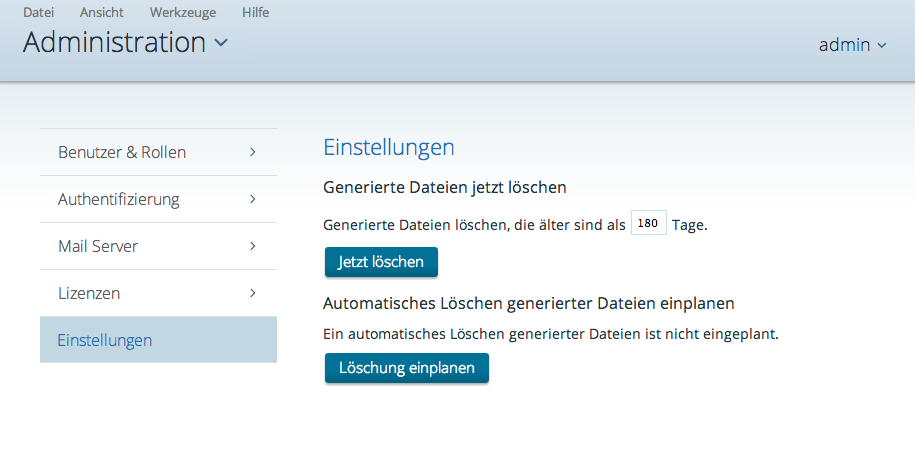 Datei Ansicht Werkzeuge Hilfe
Administration
admin
Benutzer & Rollen
Authentifizierung
Mail Server
Lizenzen
Einstellungen
Einstellungen
Generierte Dateien jetzt löschen
Generierte Dateien löschen, die älter sind als 180 Tage.
Jetzt löschen
Automatisches Löschen generierter Dateien einplanen
Ein automatisches Löschen generierter Dateien ist nicht eingeplant.
Löschung einplanen